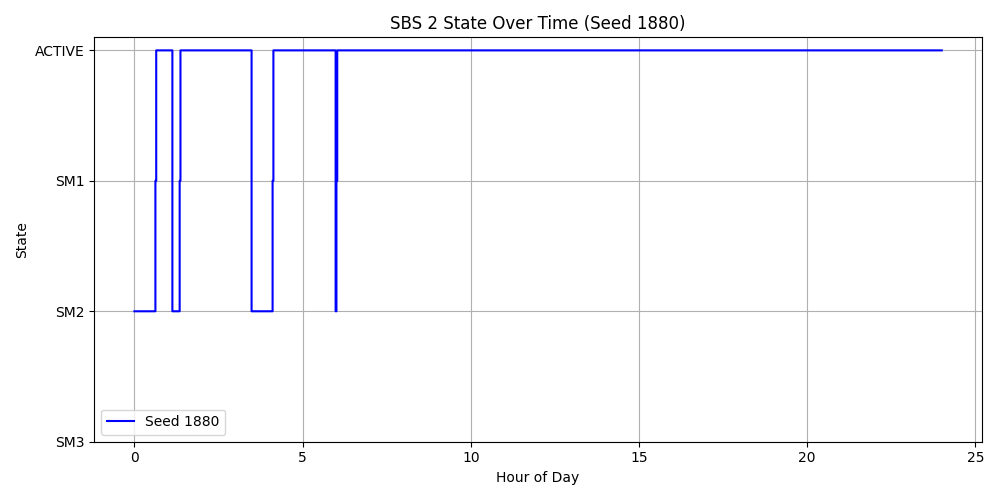 SBS 2 State Over Time (Seed 1880)
ACTIVE
SM1
SM2
SM3
State
Seed 1880
0 5 10 15 20 25
Hour of Day